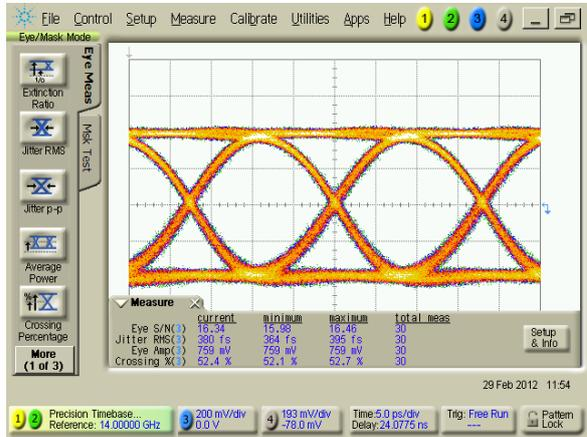 File Control Setup Measure Calibrate Utilities Apps Help 1 2 3 4
Eye/Mask Mode
Extinction
Ratio
Jitter RMS
Jitter p-p
Average
Power
Crossing
Percentage
More
(1 of 3)
Eye Meas
Msk Test
Measure
current minimum maximum total meas
Eye S/N(3) 16.34 15.98 16.46 30
Jitter RMS(3) 380 fs 364 fs 395 fs 30
Eye Amp(3) 759 mV 759 mV 759 mV 30
Crossing %(3) 52.4 % 52.1 % 52.7 % 30
Setup
& Info
29 Feb 2012 11:54
1 2 Precision Timebase...
Reference: 14.00000 GHz
3 200 mV/div
0.0 V
4 193 mV/div
-78.0 mV
Time:5.0 ps/div
Delay:24.0775 ns
Trig: Free Run
---
Pattern
Lock